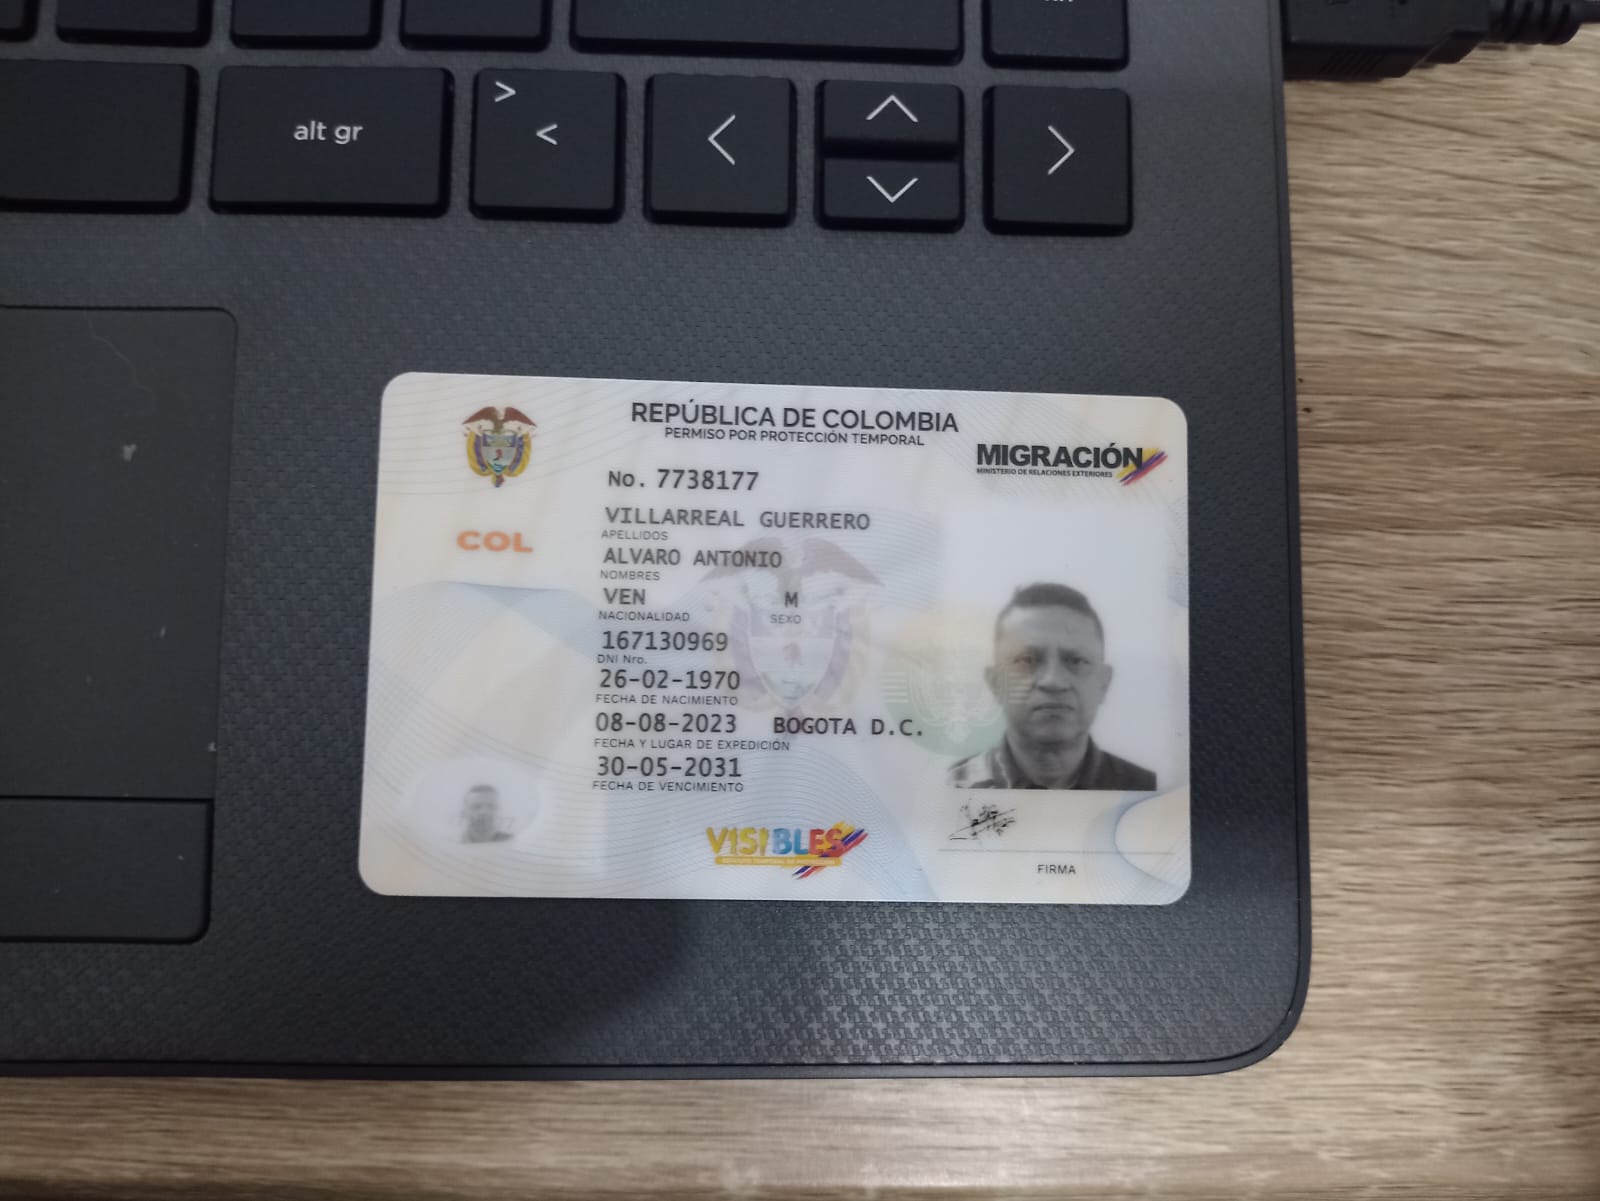 alt gr
>
<
REPÚBLICA DE COLOMBIA
PERMISO POR PROTECCIÓN TEMPORAL
MIGRACIÓN
MINISTERIO DE RELACIONES EXTERIORES
No. 7738177
VILLARREAL GUERRERO
APELLIDOS
COL
ALVARO ANTONIO
NOMBRES
VEN M
NACIONALIDAD SEXO
167130969
DNI Nro.
26-02-1970
FECHA DE NACIMIENTO
08-08-2023 BOGOTA D.C.
FECHA Y LUGAR DE EXPEDICIÓN
30-05-2031
FECHA DE VENCIMIENTO
VISIBLES
FIRMA